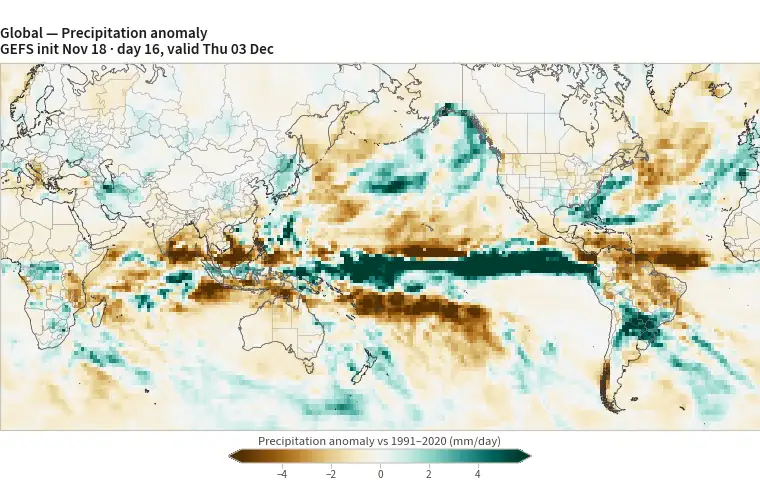 Global — Precipitation anomaly
GEFS init Nov 18 · day 16, valid Thu 03 Dec
Precipitation anomaly vs 1991–2020 (mm/day)
−4 −2 0 2 4